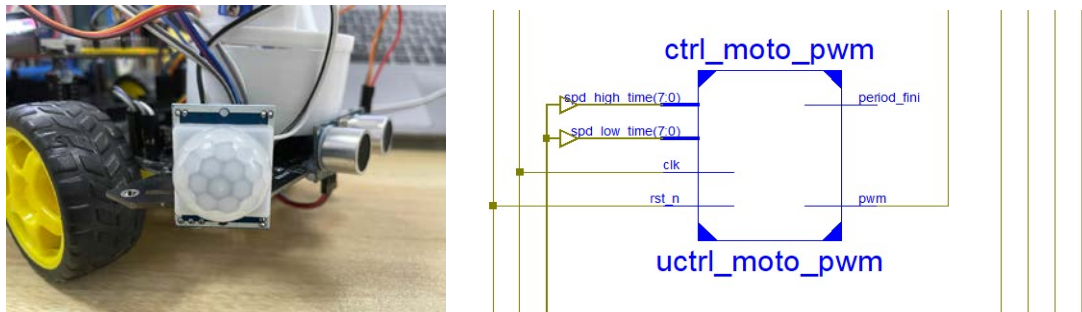 ctrl_moto_pwm
spd_high_time(7:0)
period_fini
spd_low_time(7:0)
clk
rst_n
pwm
uctrl_moto_pwm